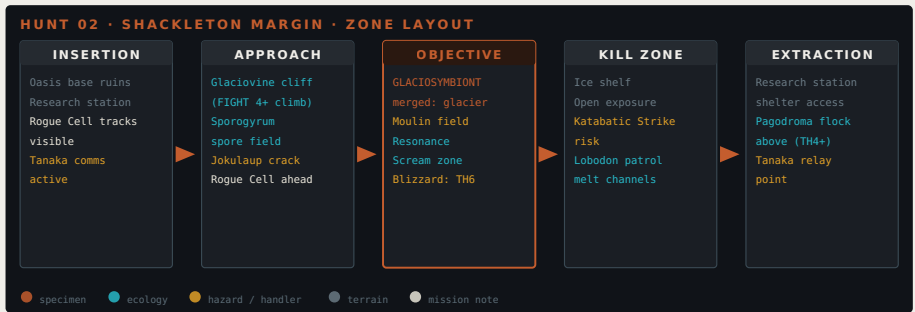 HUNT 02 · SHACKLETON MARGIN · ZONE LAYOUT
INSERTION
Oasis base ruins
Research station
Rogue Cell tracks
visible
Tanaka comms
active
APPROACH
Glaciovine cliff
(FIGHT 4+ climb)
Sporogyrum
spore field
Jokulaup crack
Rogue Cell ahead
OBJECTIVE
GLACIOSYMBIONT
merged: glacier
Moulin field
Resonance
Scream zone
Blizzard: TH6
KILL ZONE
Ice shelf
Open exposure
Katabatic Strike
risk
Lobodon patrol
melt channels
EXTRACTION
Research station
shelter access
Pagodroma flock
above (TH4+)
Tanaka relay
point
specimen
ecology
hazard / handler
terrain
mission note